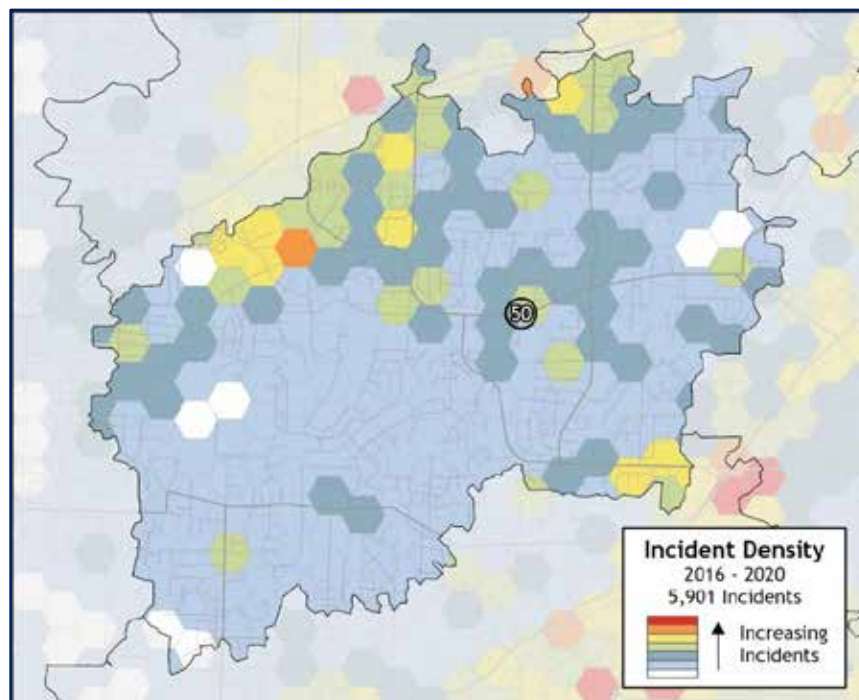 50
Incident Density
2016 - 2020
5,901 Incidents
Increasing
Incidents